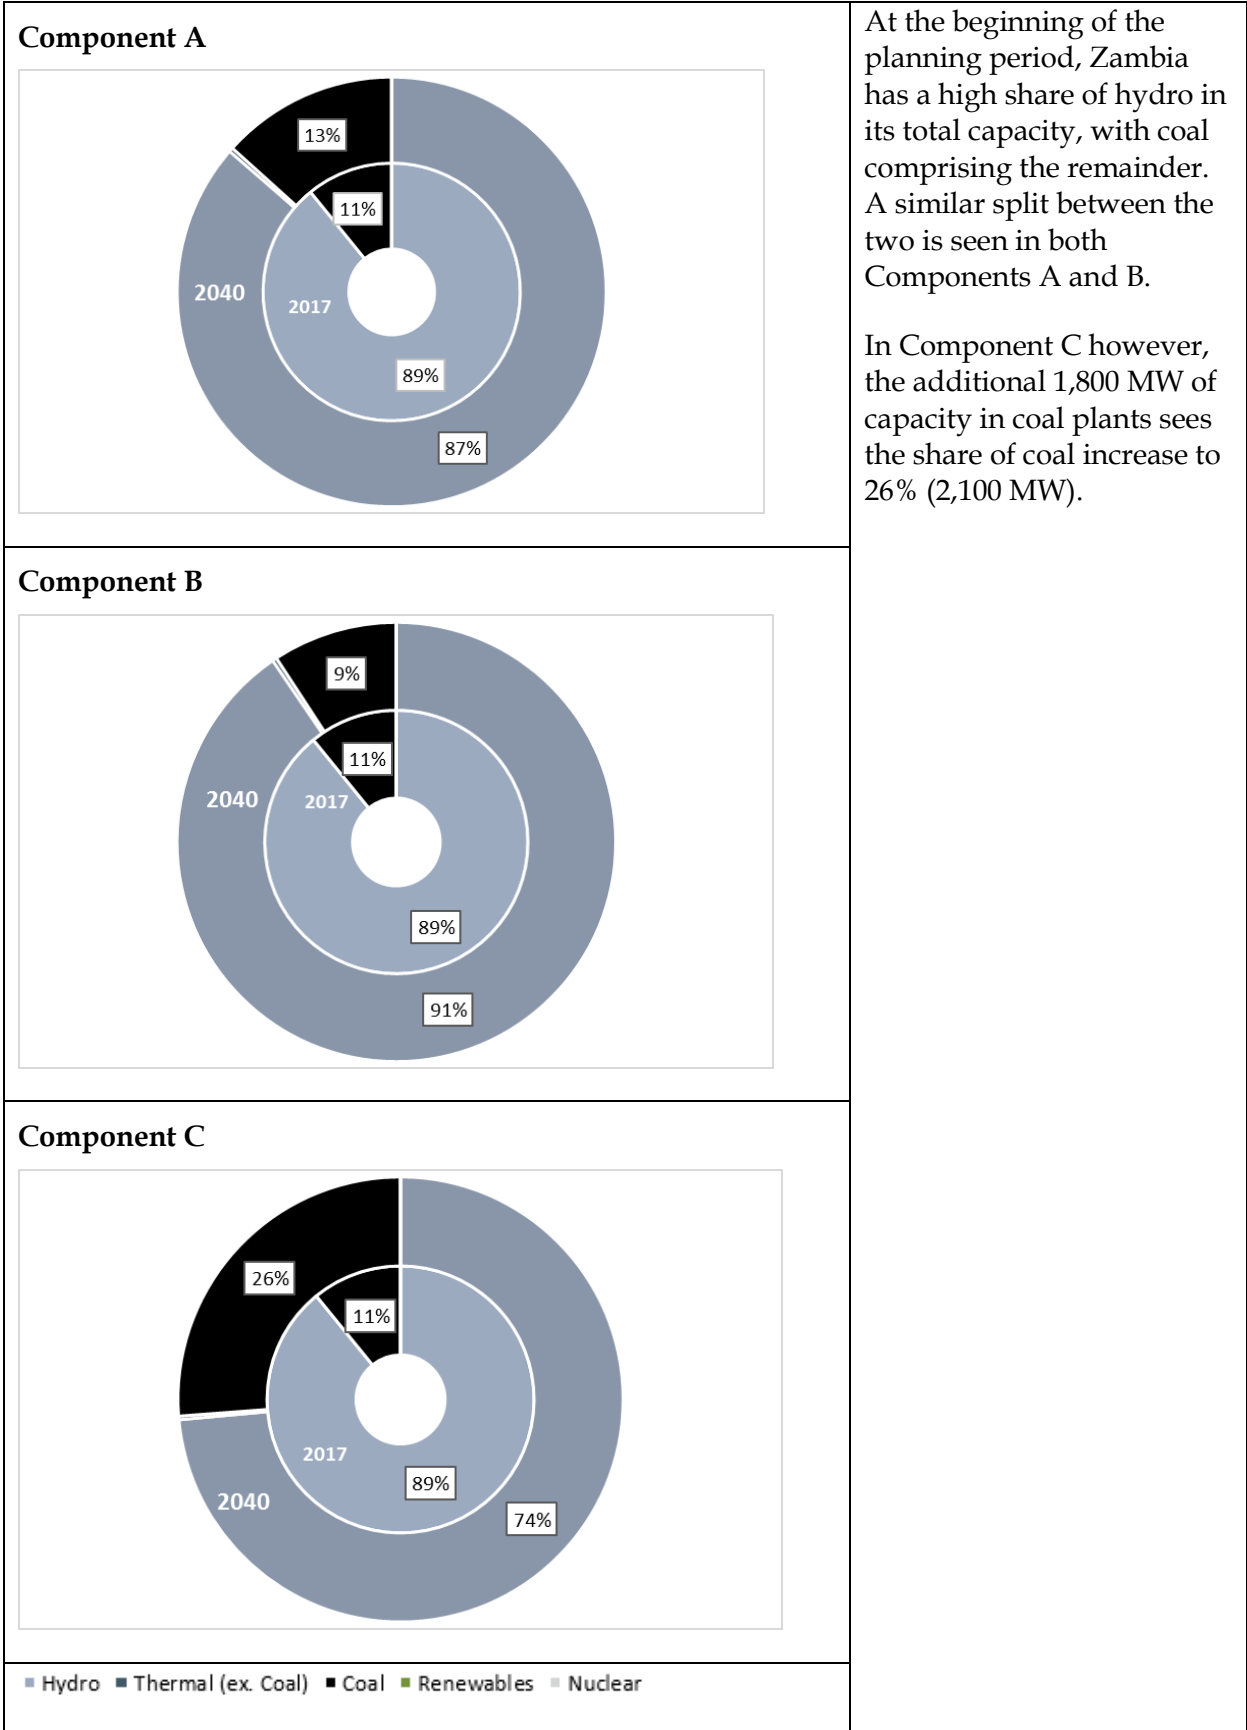 Component A
13%
11%
2040
2017
89%
87%
At the beginning of the
planning period, Zambia
has a high share of hydro in
its total capacity, with coal
comprising the remainder.
A similar split between the
two is seen in both
Components A and B.
In Component C however,
the additional 1,800 MW of
capacity in coal plants sees
the share of coal increase to
26% (2,100 MW).
Component B
9%
11%
2040
2017
89%
91%
Component C
26%
11%
2017
89%
2040
74%
Hydro Thermal (ex. Coal) Coal Renewables Nuclear